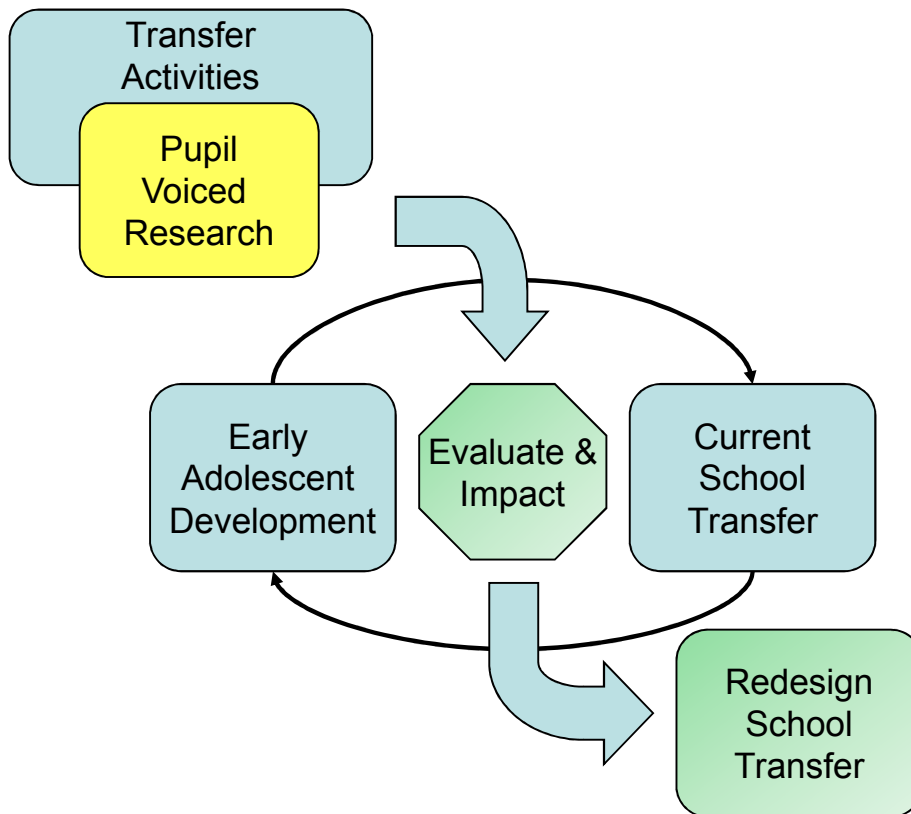 Transfer
Activities
Pupil
Voiced
Research
Early
Adolescent
Development
Evaluate &
Impact
Current
School
Transfer
Redesign
School
Transfer